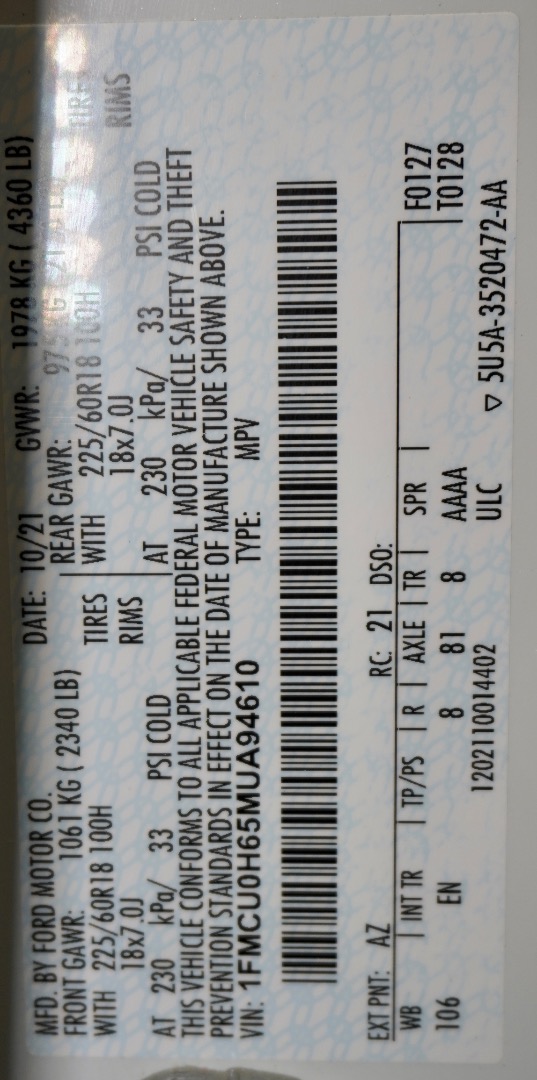 MFD. BY FORD MOTOR CO. DATE: 10/21 GVWR: 1978 KG ( 4360 LB)
FRONT GAWR: 1061 KG ( 2340 LB) REAR GAWR: 975 KG
WITH 225/60R18 100H TIRES WITH 225/60R18 100H TIRES
18x7.0J RIMS 18x7.0J RIMS
AT 230 kPa/ 33 PSI COLD AT 230 kPa/ 33 PSI COLD
THIS VEHICLE CONFORMS TO ALL APPLICABLE FEDERAL MOTOR VEHICLE SAFETY AND THEFT
PREVENTION STANDARDS IN EFFECT ON THE DATE OF MANUFACTURE SHOWN ABOVE.
VIN: 1FMCU0H65MUA94610 TYPE: MPV
EXT PNT: AZ RC: 21 DSO:
WB | INT TR | TP/PS | R | AXLE | TR | SPR | F0127
106 EN 8 81 8 AAAA T0128
1202110014402 ULC ▽ 5U5A-3520472-AA